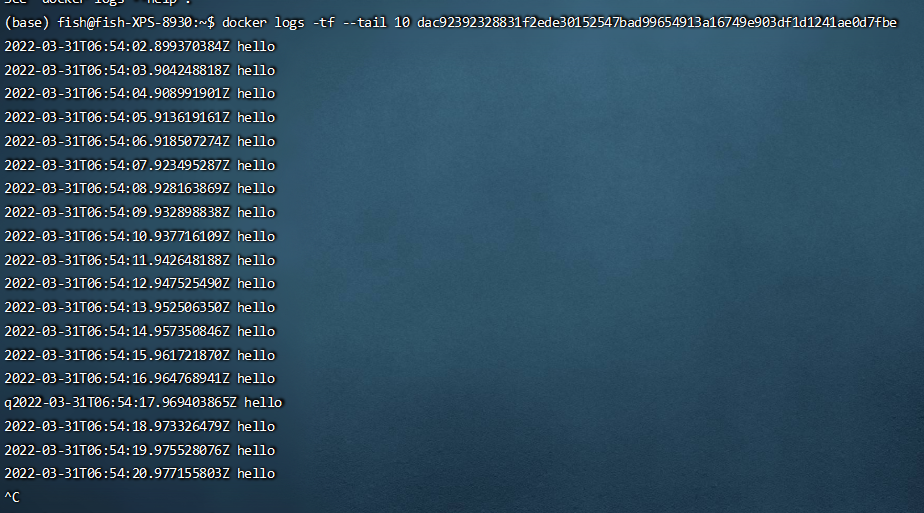 See 'docker logs --help'.
(base) fish@fish-XPS-8930:~$ docker logs -tf --tail 10 dac92392328831f2ede30152547bad99654913a16749e903df1d1241ae0d7fbe
2022-03-31T06:54:02.899370384Z hello
2022-03-31T06:54:03.904248818Z hello
2022-03-31T06:54:04.908991901Z hello
2022-03-31T06:54:05.913619161Z hello
2022-03-31T06:54:06.918507274Z hello
2022-03-31T06:54:07.923495287Z hello
2022-03-31T06:54:08.928163869Z hello
2022-03-31T06:54:09.932898838Z hello
2022-03-31T06:54:10.937716109Z hello
2022-03-31T06:54:11.942648188Z hello
2022-03-31T06:54:12.947525490Z hello
2022-03-31T06:54:13.952506350Z hello
2022-03-31T06:54:14.957350846Z hello
2022-03-31T06:54:15.961721870Z hello
2022-03-31T06:54:16.964768941Z hello
q2022-03-31T06:54:17.969403865Z hello
2022-03-31T06:54:18.973326479Z hello
2022-03-31T06:54:19.975528076Z hello
2022-03-31T06:54:20.977155803Z hello
^C